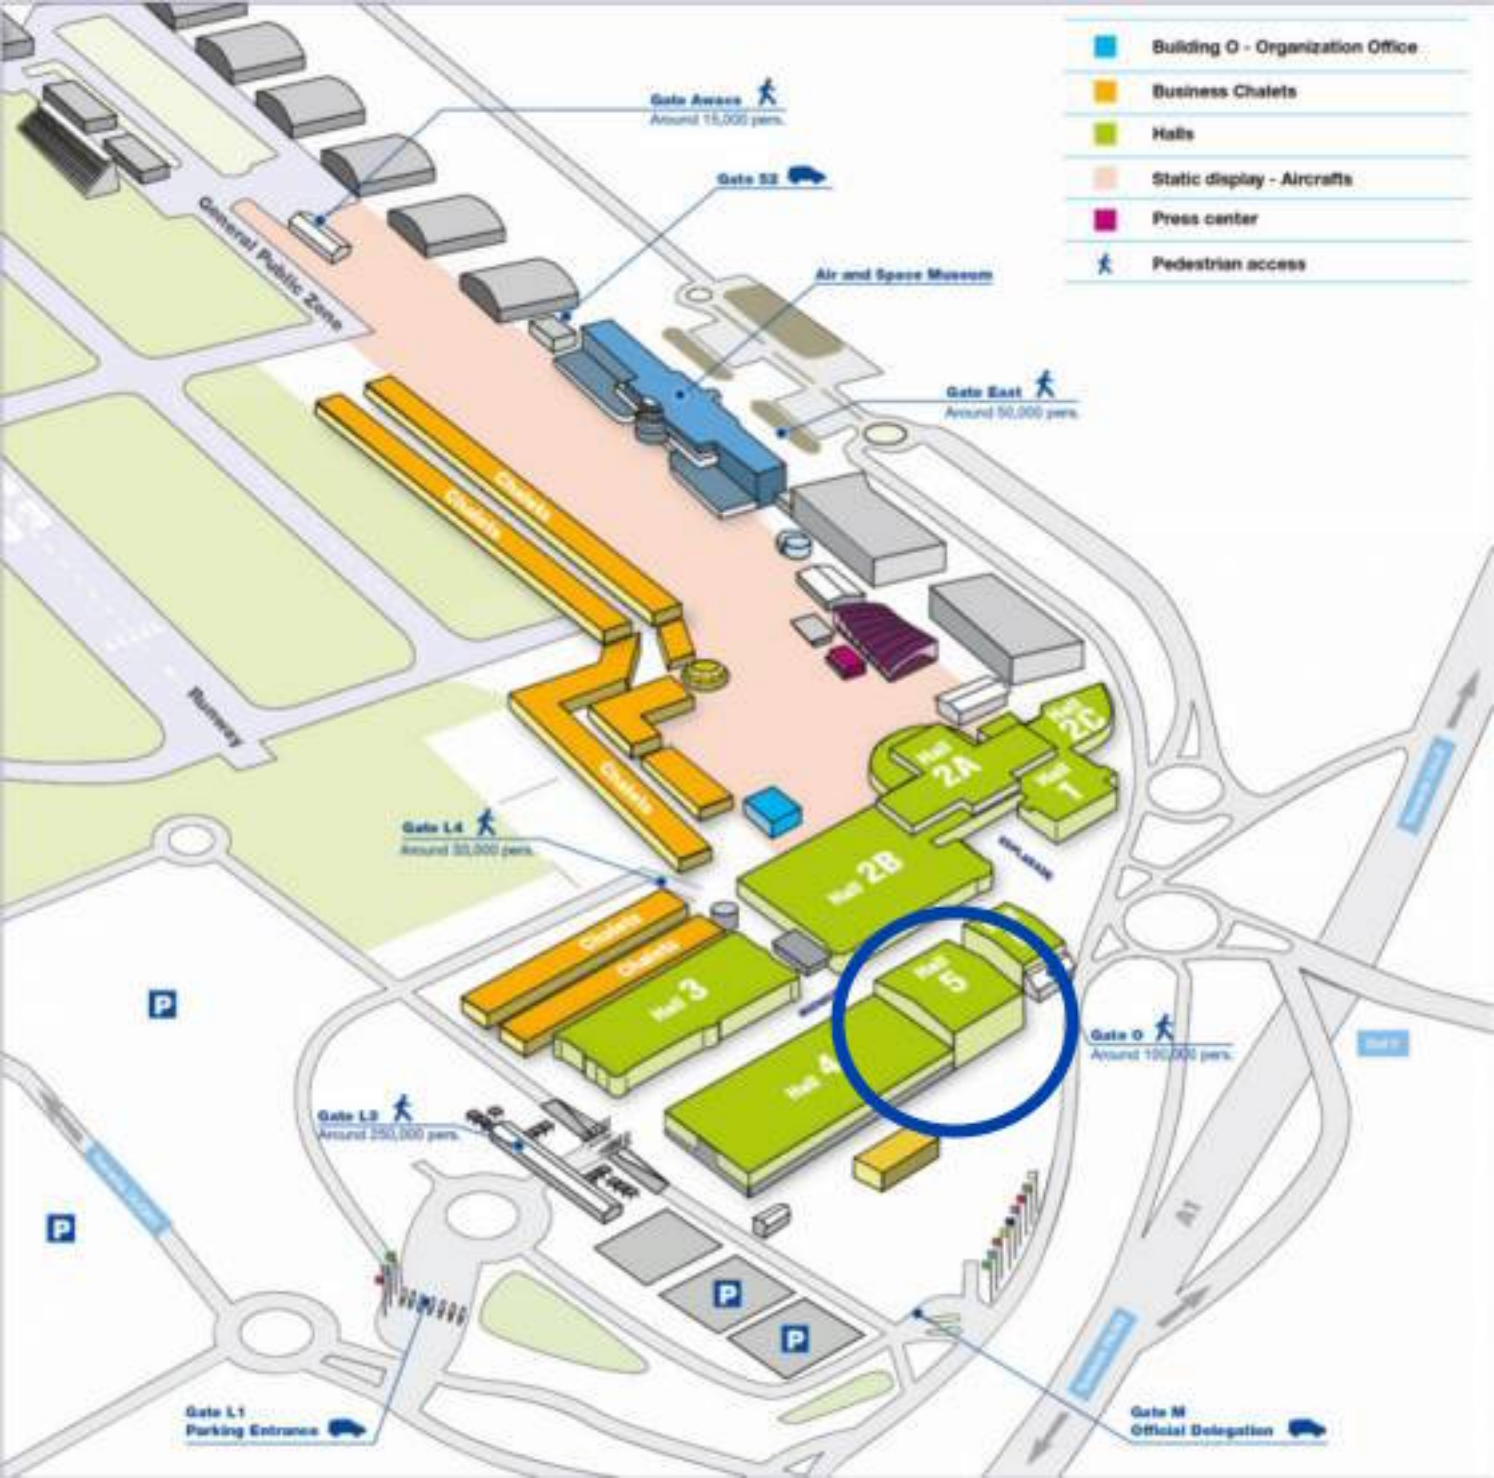 Building O - Organization Office
Business Chalets
Halls
Static display - Aircrafts
Press center
Pedestrian access
Gate Awacs
Around 15,000 pers.
Gate S2
General Public Zone
Air and Space Museum
Gate East
Around 50,000 pers.
Chalets
Chalets
Runway
Hall 2C
Hall 2A
Hall 1
Chalets
Gate L4
Around 50,000 pers.
ESPLANADE
Hall 2B
Chalets
Chalets
Hall 3
Hall 5
Hall 4
P
Gate O
Around 100,000 pers.
Gate L3
Around 250,000 pers.
P
A1
P
P
Gate L1
Parking Entrance
Gate M
Official Delegation